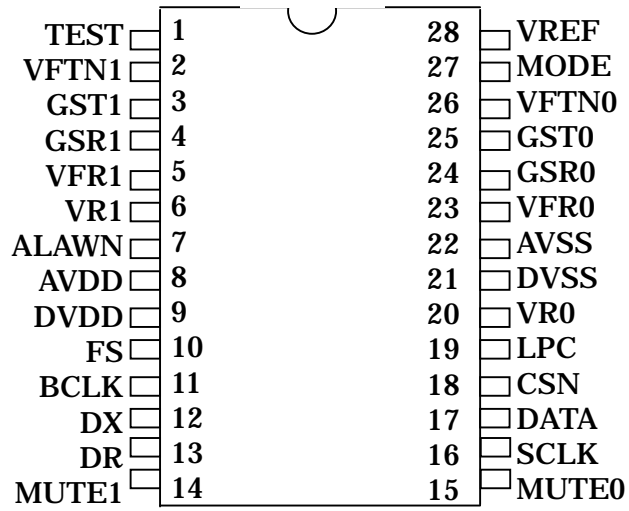 TEST 1 28 VREF
VFTN1 2 27 MODE
GST1 3 26 VFTN0
GSR1 4 25 GST0
VFR1 5 24 GSR0
VR1 6 23 VFR0
ALAWN 7 22 AVSS
AVDD 8 21 DVSS
DVDD 9 20 VR0
FS 10 19 LPC
BCLK 11 18 CSN
DX 12 17 DATA
DR 13 16 SCLK
MUTE1 14 15 MUTE0